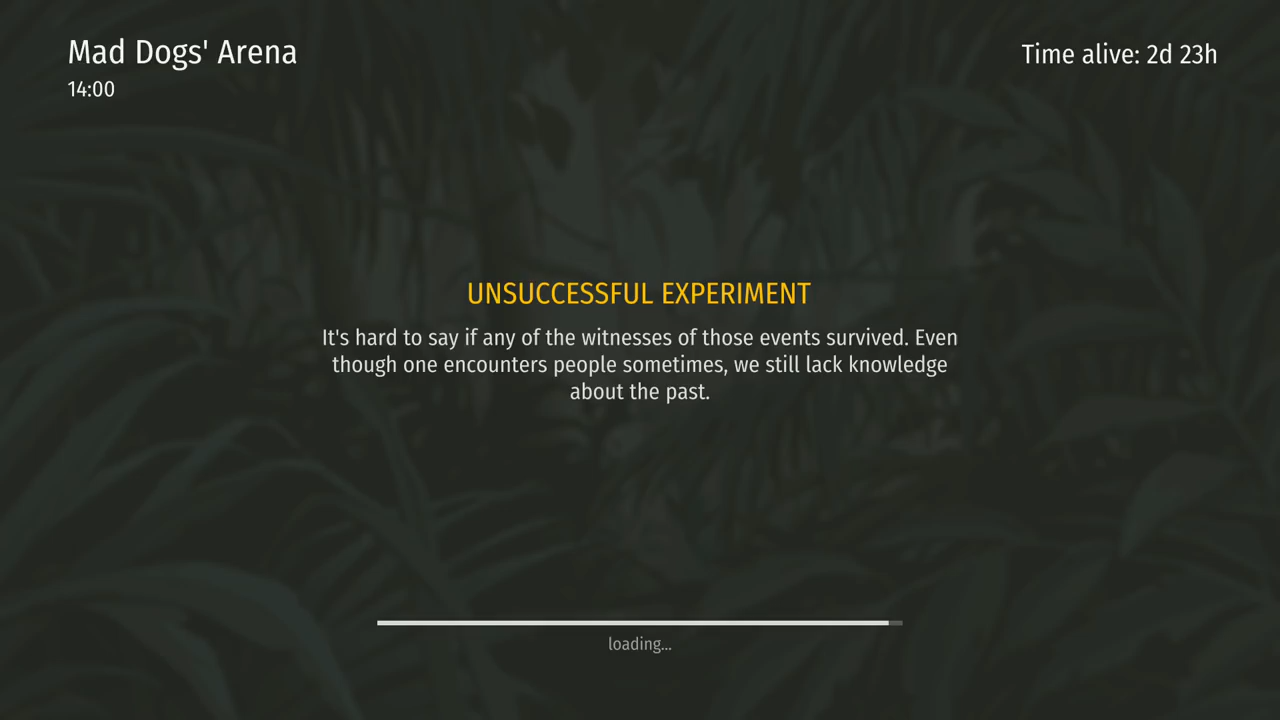 Mad Dogs' Arena
14:00
Time alive: 2d 23h
UNSUCCESSFUL EXPERIMENT
It's hard to say if any of the witnesses of those events survived. Even
though one encounters people sometimes, we still lack knowledge
about the past.
loading...